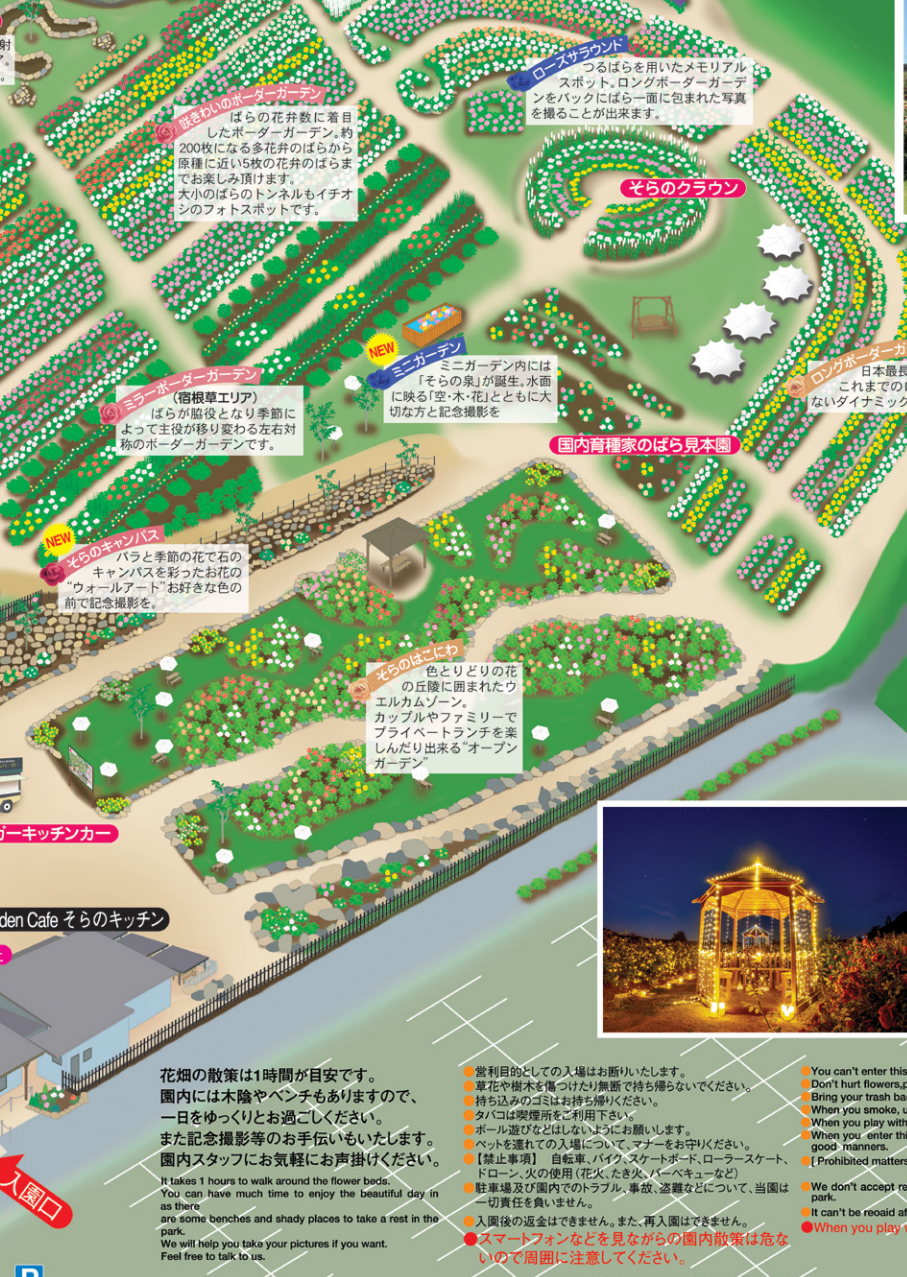 射
ア。
。
咲きわいのボーダーガーデン
ばらの花弁数に着目
したボーダーガーデン。約
200枚になる多花弁のばらから
原種に近い5枚の花弁のばらま
でお楽しみ頂けます。
大小のばらのトンネルもイチオ
シのフォトスポットです。
ローズサラウンド
つるばらを用いたメモリアル
スポット。ロングボーダーガーデ
ンをバックにばら一面に包まれた写真
を撮ることが出来ます。
そらのクラウン
NEW
ミニガーデン
ミニガーデン内には
「そらの泉」が誕生。水面
に映る「空・木・花」とともに大
切な方と記念撮影を
ロングボーダーガ
日本最長
これまでの
ないダイナミック
ミラーボーダーガーデン
(宿根草エリア)
ばらが脇役となり季節に
よって主役が移り変わる左右対
称のボーダーガーデンです。
国内育種家のばら見本園
NEW
そらのキャンバス
バラと季節の花で石の
キャンパスを彩ったお花の
“ウォールアート”お好きな色の
前で記念撮影を。
そらのはこにわ
色とりどりの花
の丘陵に囲まれたウ
エルカムゾーン。
カップルやファミリーで
プライベートランチを楽
しんだり出来る“オープン
ガーデン”
ガーキッチンカー
den Cafe そらのキッチン
入園口
P
花畑の散策は1時間が目安です。
園内には木陰やベンチもありますので、
一日をゆっくりとお過ごしください。
また記念撮影等のお手伝いもいたします。
園内スタッフにお気軽にお声掛けください。
It takes 1 hours to walk around the flower beds.
You can have much time to enjoy the beautiful day in
as there
are some benches and shady places to take a rest in the
park.
We will help you take your pictures if you want.
Feel free to talk to us.
●営利目的としての入場はお断りいたします。
●草花や樹木を傷つけたり無断で持ち帰らないでください。
●持ち込みのゴミはお持ち帰りください。
●タバコは喫煙所をご利用下さい。
●ボール遊びなどはしないようにお願いします。
●ペットを連れての入場について、マナーをお守りください。
●【禁止事項】 自転車、バイク、スケートボード、ローラースケート、
ドローン、火の使用(花火、たき火、バーベキューなど)
●駐車場及び園内でのトラブル、事故、盗難などについて、当園は
一切責任を負いません。
●入園後の返金はできません。また、再入園はできません。
●スマートフォンなどを見ながらの園内散策は危な
いので周囲に注意してください。
●You can't enter this
●Don't hurt flowers,p
●Bring your trash ba
●When you smoke, u
●When you play with
●When you enter thi
good manners.
●[ Prohibited matters
●We don't accept re
park.
●It can't be reoaid af
●When you play w